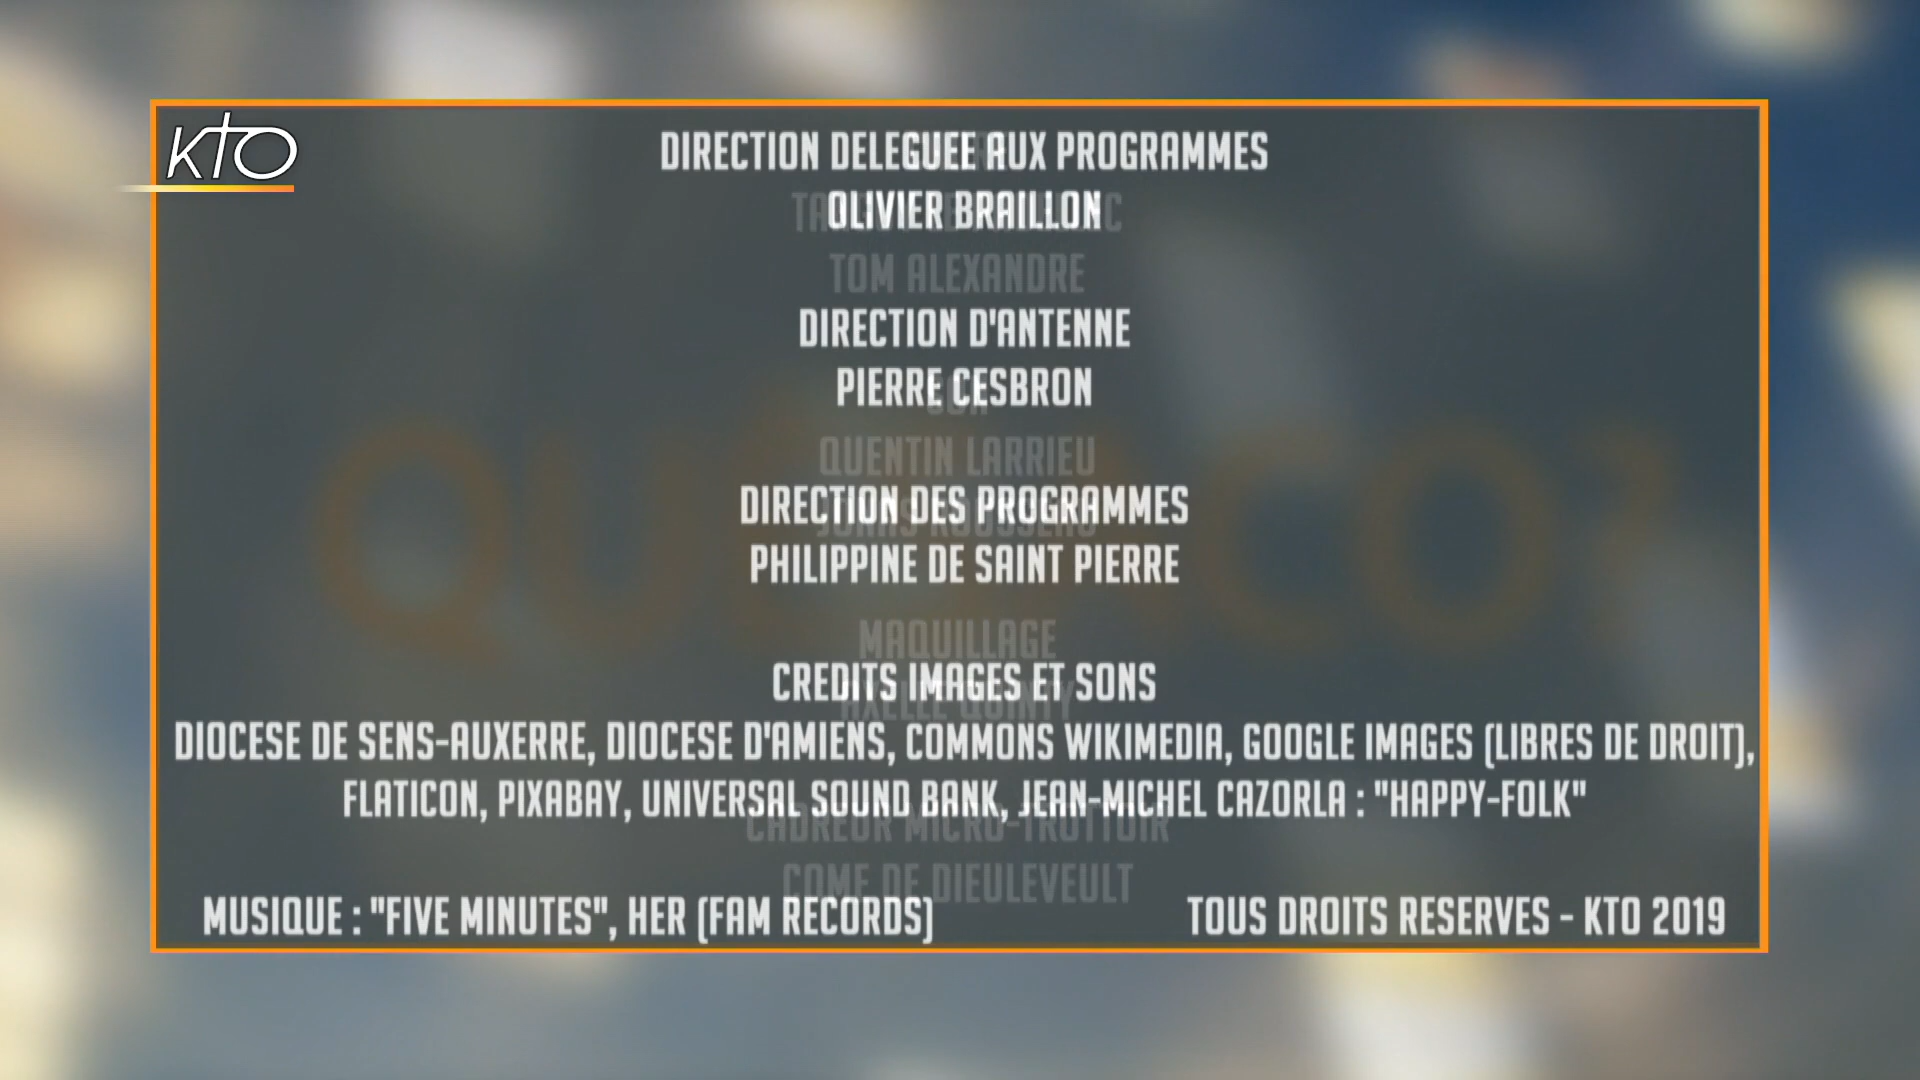 KTO
DIRECTION DELEGUEE AUX PROGRAMMES
OLIVIER BRAILLON
TOM ALEXANDRE
DIRECTION D'ANTENNE
PIERRE CESBRON
QUENTIN LARRIEU
DIRECTION DES PROGRAMMES
PHILIPPINE DE SAINT PIERRE
MAQUILLAGE
CREDITS IMAGES ET SONS
DIOCESE DE SENS-AUXERRE, DIOCESE D'AMIENS, COMMONS WIKIMEDIA, GOOGLE IMAGES (LIBRES DE DROIT),
FLATICON, PIXABAY, UNIVERSAL SOUND BANK, JEAN-MICHEL CAZORLA : "HAPPY-FOLK"
CADREUR MICRO-TROTTOIR
COME DE DIEULEVEULT
MUSIQUE : "FIVE MINUTES", HER (FAM RECORDS)
TOUS DROITS RESERVES - KTO 2019